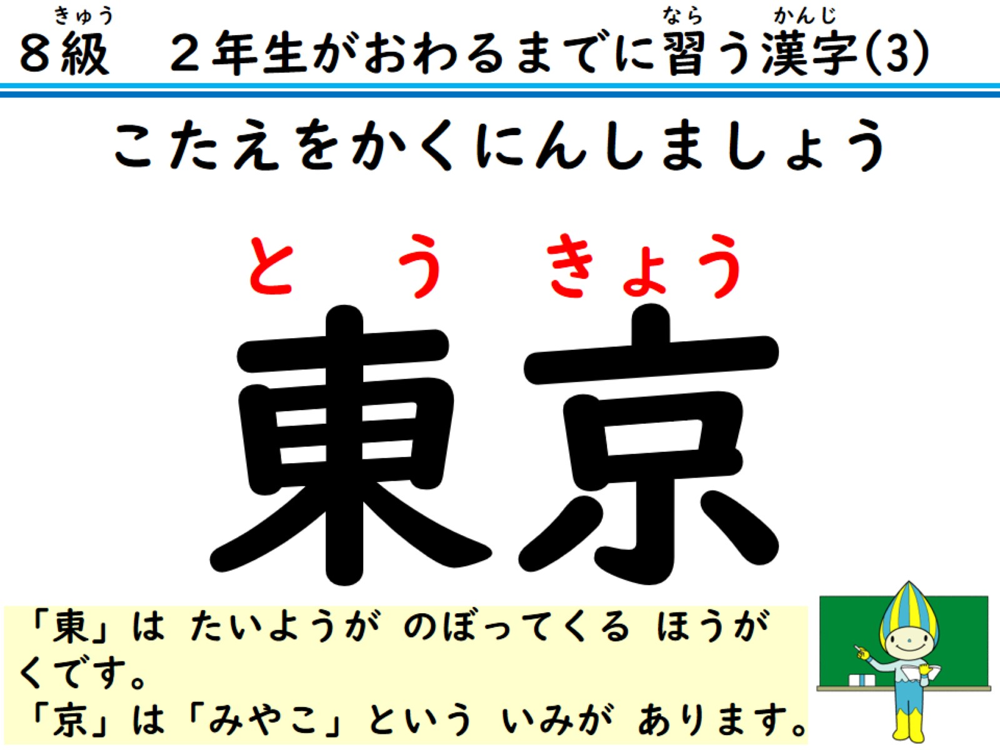 きゅう なら かんじ
８級　２年生がおわるまでに習う漢字(3)
こたえをかくにんしましょう
とう きょう
東京
「東」は たいようが のぼってくる ほうが
くです。
「京」は「みやこ」という いみが あります。